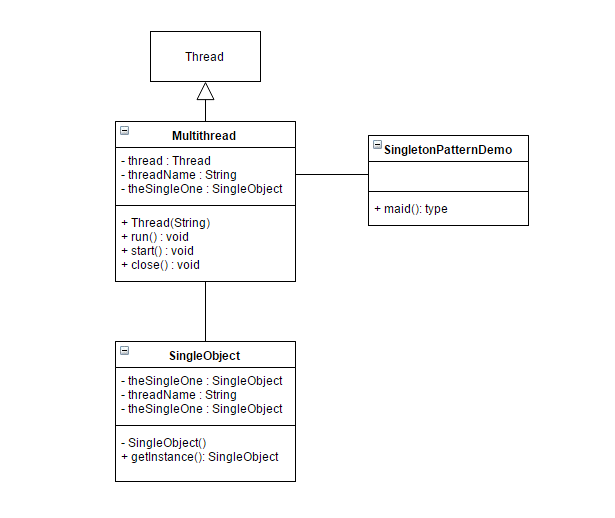 Thread
Multithread
- thread : Thread
- threadName : String
- theSingleOne : SingleObject
+ Thread(String)
+ run() : void
+ start() : void
+ close() : void
SingletonPatternDemo
+ maid(): type
SingleObject
- theSingleOne : SingleObject
- threadName : String
- theSingleOne : SingleObject
- SingleObject()
+ getInstance(): SingleObject